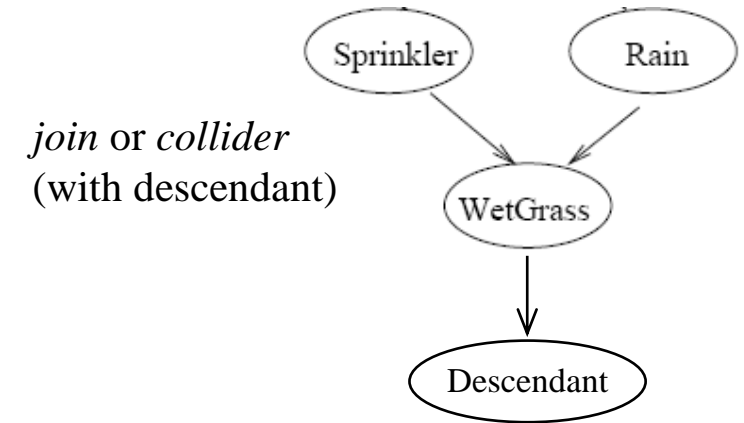 Sprinkler Rain
join or collider
(with descendant)
WetGrass
Descendant